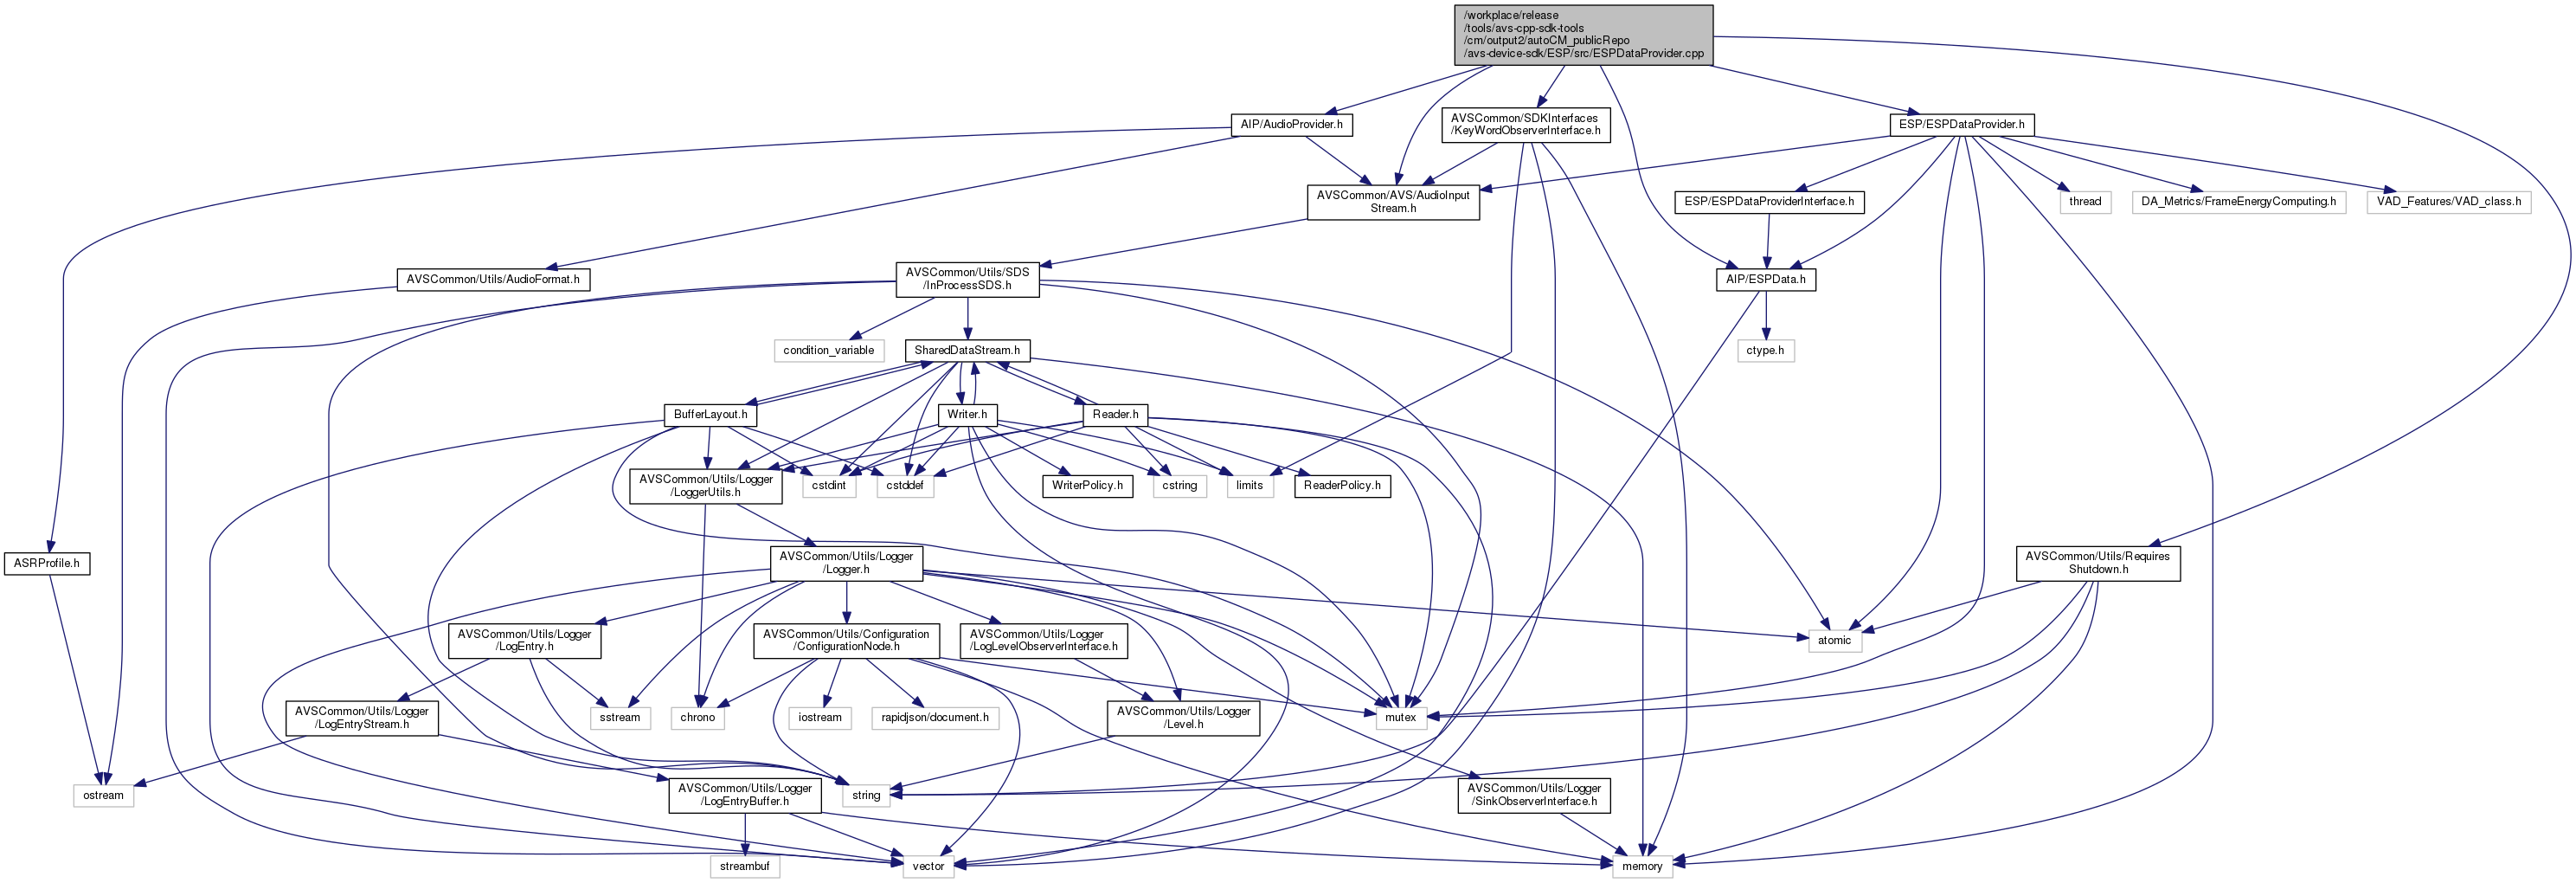 /workplace/release
/tools/avs-cpp-sdk-tools
/cm/output2/autoCM_publicRepo
/avs-device-sdk/ESP/src/ESPDataProvider.cpp
AIP/AudioProvider.h
AVSCommon/SDKInterfaces
/KeyWordObserverInterface.h
ESP/ESPDataProvider.h
AVSCommon/AVS/AudioInput
Stream.h
ESP/ESPDataProviderInterface.h
thread
DA_Metrics/FrameEnergyComputing.h
VAD_Features/VAD_class.h
AVSCommon/Utils/AudioFormat.h
AVSCommon/Utils/SDS
/InProcessSDS.h
AIP/ESPData.h
condition_variable
SharedDataStream.h
ctype.h
BufferLayout.h
Writer.h
Reader.h
AVSCommon/Utils/Logger
/LoggerUtils.h
cstdint
cstddef
WriterPolicy.h
cstring
limits
ReaderPolicy.h
ASRProfile.h
AVSCommon/Utils/Logger
/Logger.h
AVSCommon/Utils/Requires
Shutdown.h
AVSCommon/Utils/Logger
/LogEntry.h
AVSCommon/Utils/Configuration
/ConfigurationNode.h
AVSCommon/Utils/Logger
/LogLevelObserverInterface.h
atomic
AVSCommon/Utils/Logger
/LogEntryStream.h
sstream
chrono
iostream
rapidjson/document.h
AVSCommon/Utils/Logger
/Level.h
mutex
ostream
AVSCommon/Utils/Logger
/LogEntryBuffer.h
string
AVSCommon/Utils/Logger
/SinkObserverInterface.h
streambuf
vector
memory